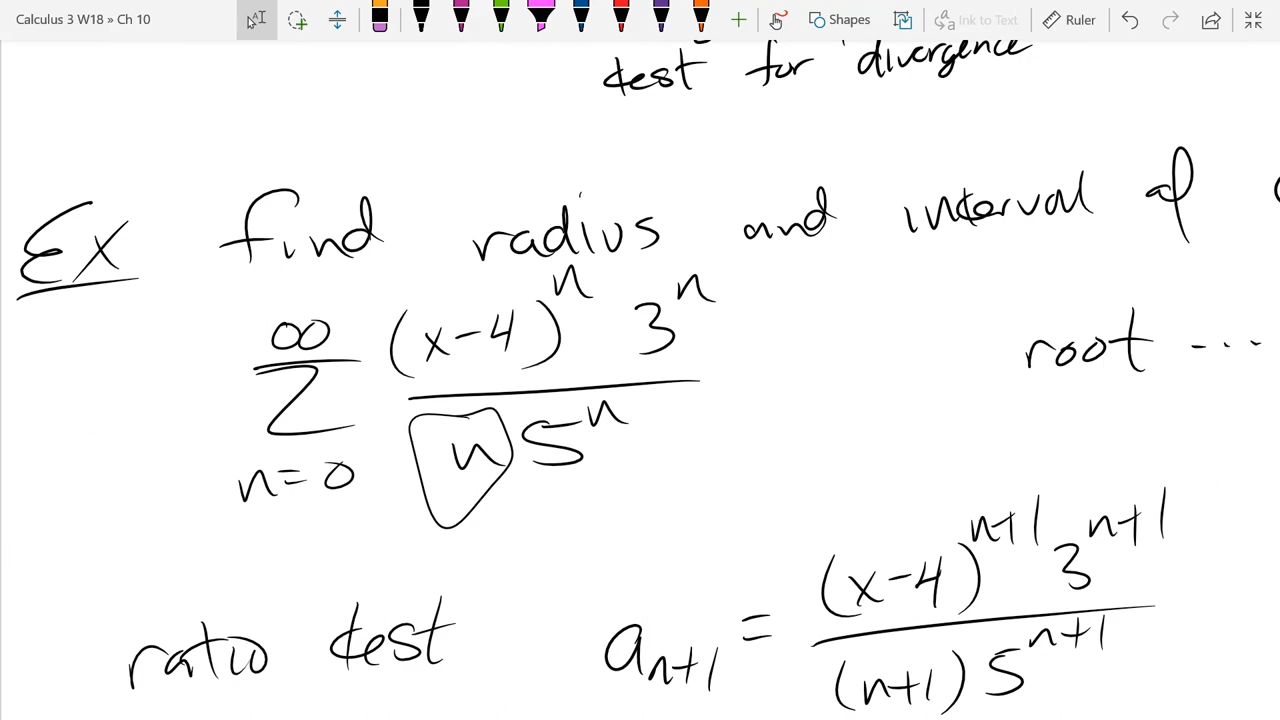 Calculus 3 W18 » Ch 10
Shapes
Ink to Text
Ruler
test for divergence
Ex find radius and interval of
∞
(x-4)^n 3^n
Σ
n 5^n
n=0
root ...
ratio test
a_{n+1} = (x-4)^{n+1} 3^{n+1}
(n+1) 5^{n+1}